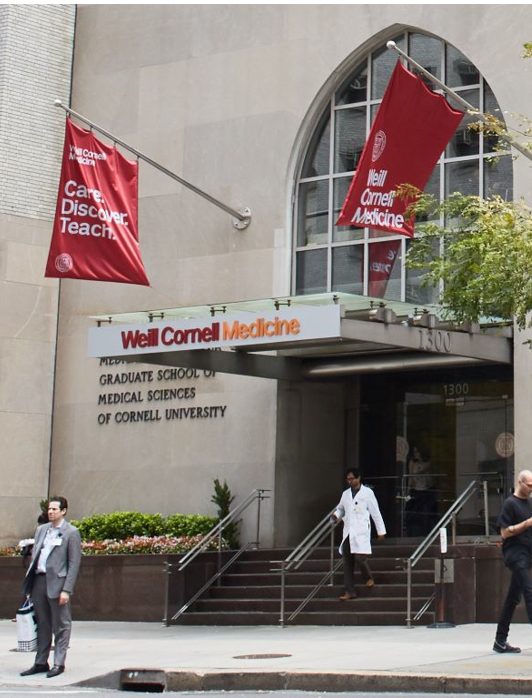 Weill Cornell
Medicine
Care.
Discover.
Teach.
Weill
Cornell
Medicine
Weill Cornell Medicine
1300
1300
GRADUATE SCHOOL OF
MEDICAL SCIENCES
OF CORNELL UNIVERSITY